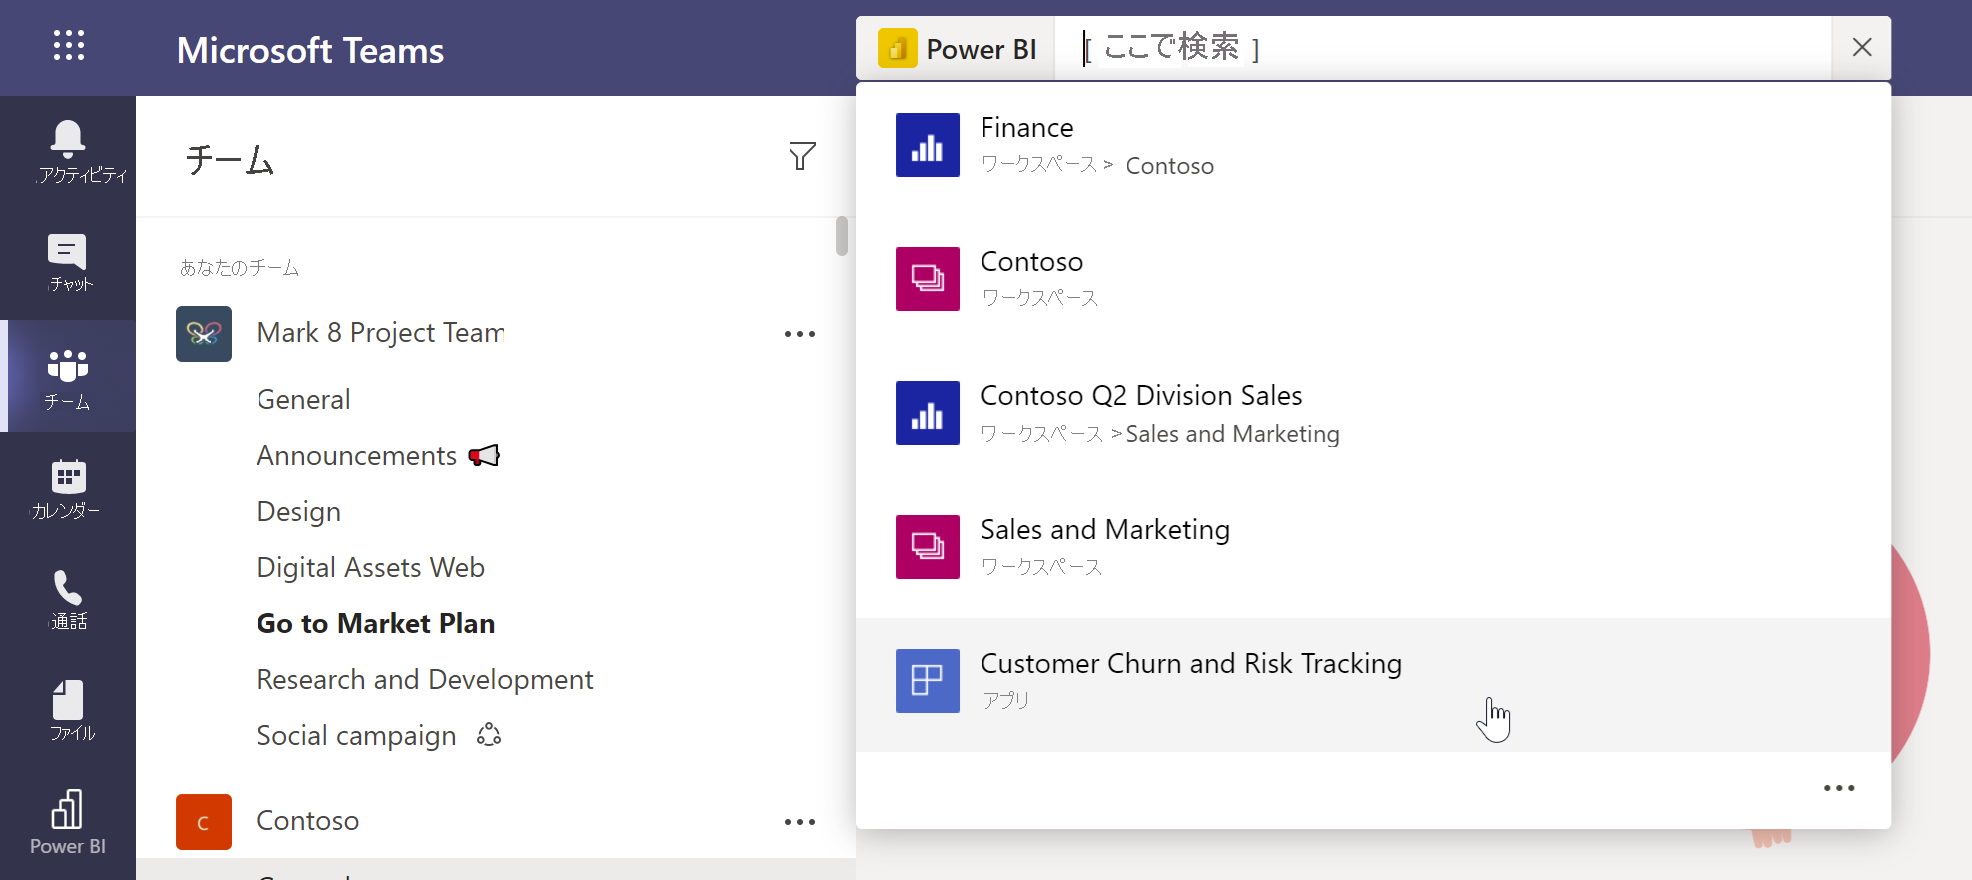 Microsoft Teams
Power BI
[ ここで検索 ]
アクティビティ
チャット
チーム
カレンダー
通話
ファイル
Power BI
チーム
あなたのチーム
Mark 8 Project Team
General
Announcements
Design
Digital Assets Web
Go to Market Plan
Research and Development
Social campaign
C
Contoso
Finance
ワークスペース > Contoso
Contoso
ワークスペース
Contoso Q2 Division Sales
ワークスペース >Sales and Marketing
Sales and Marketing
ワークスペース
Customer Churn and Risk Tracking
アプリ